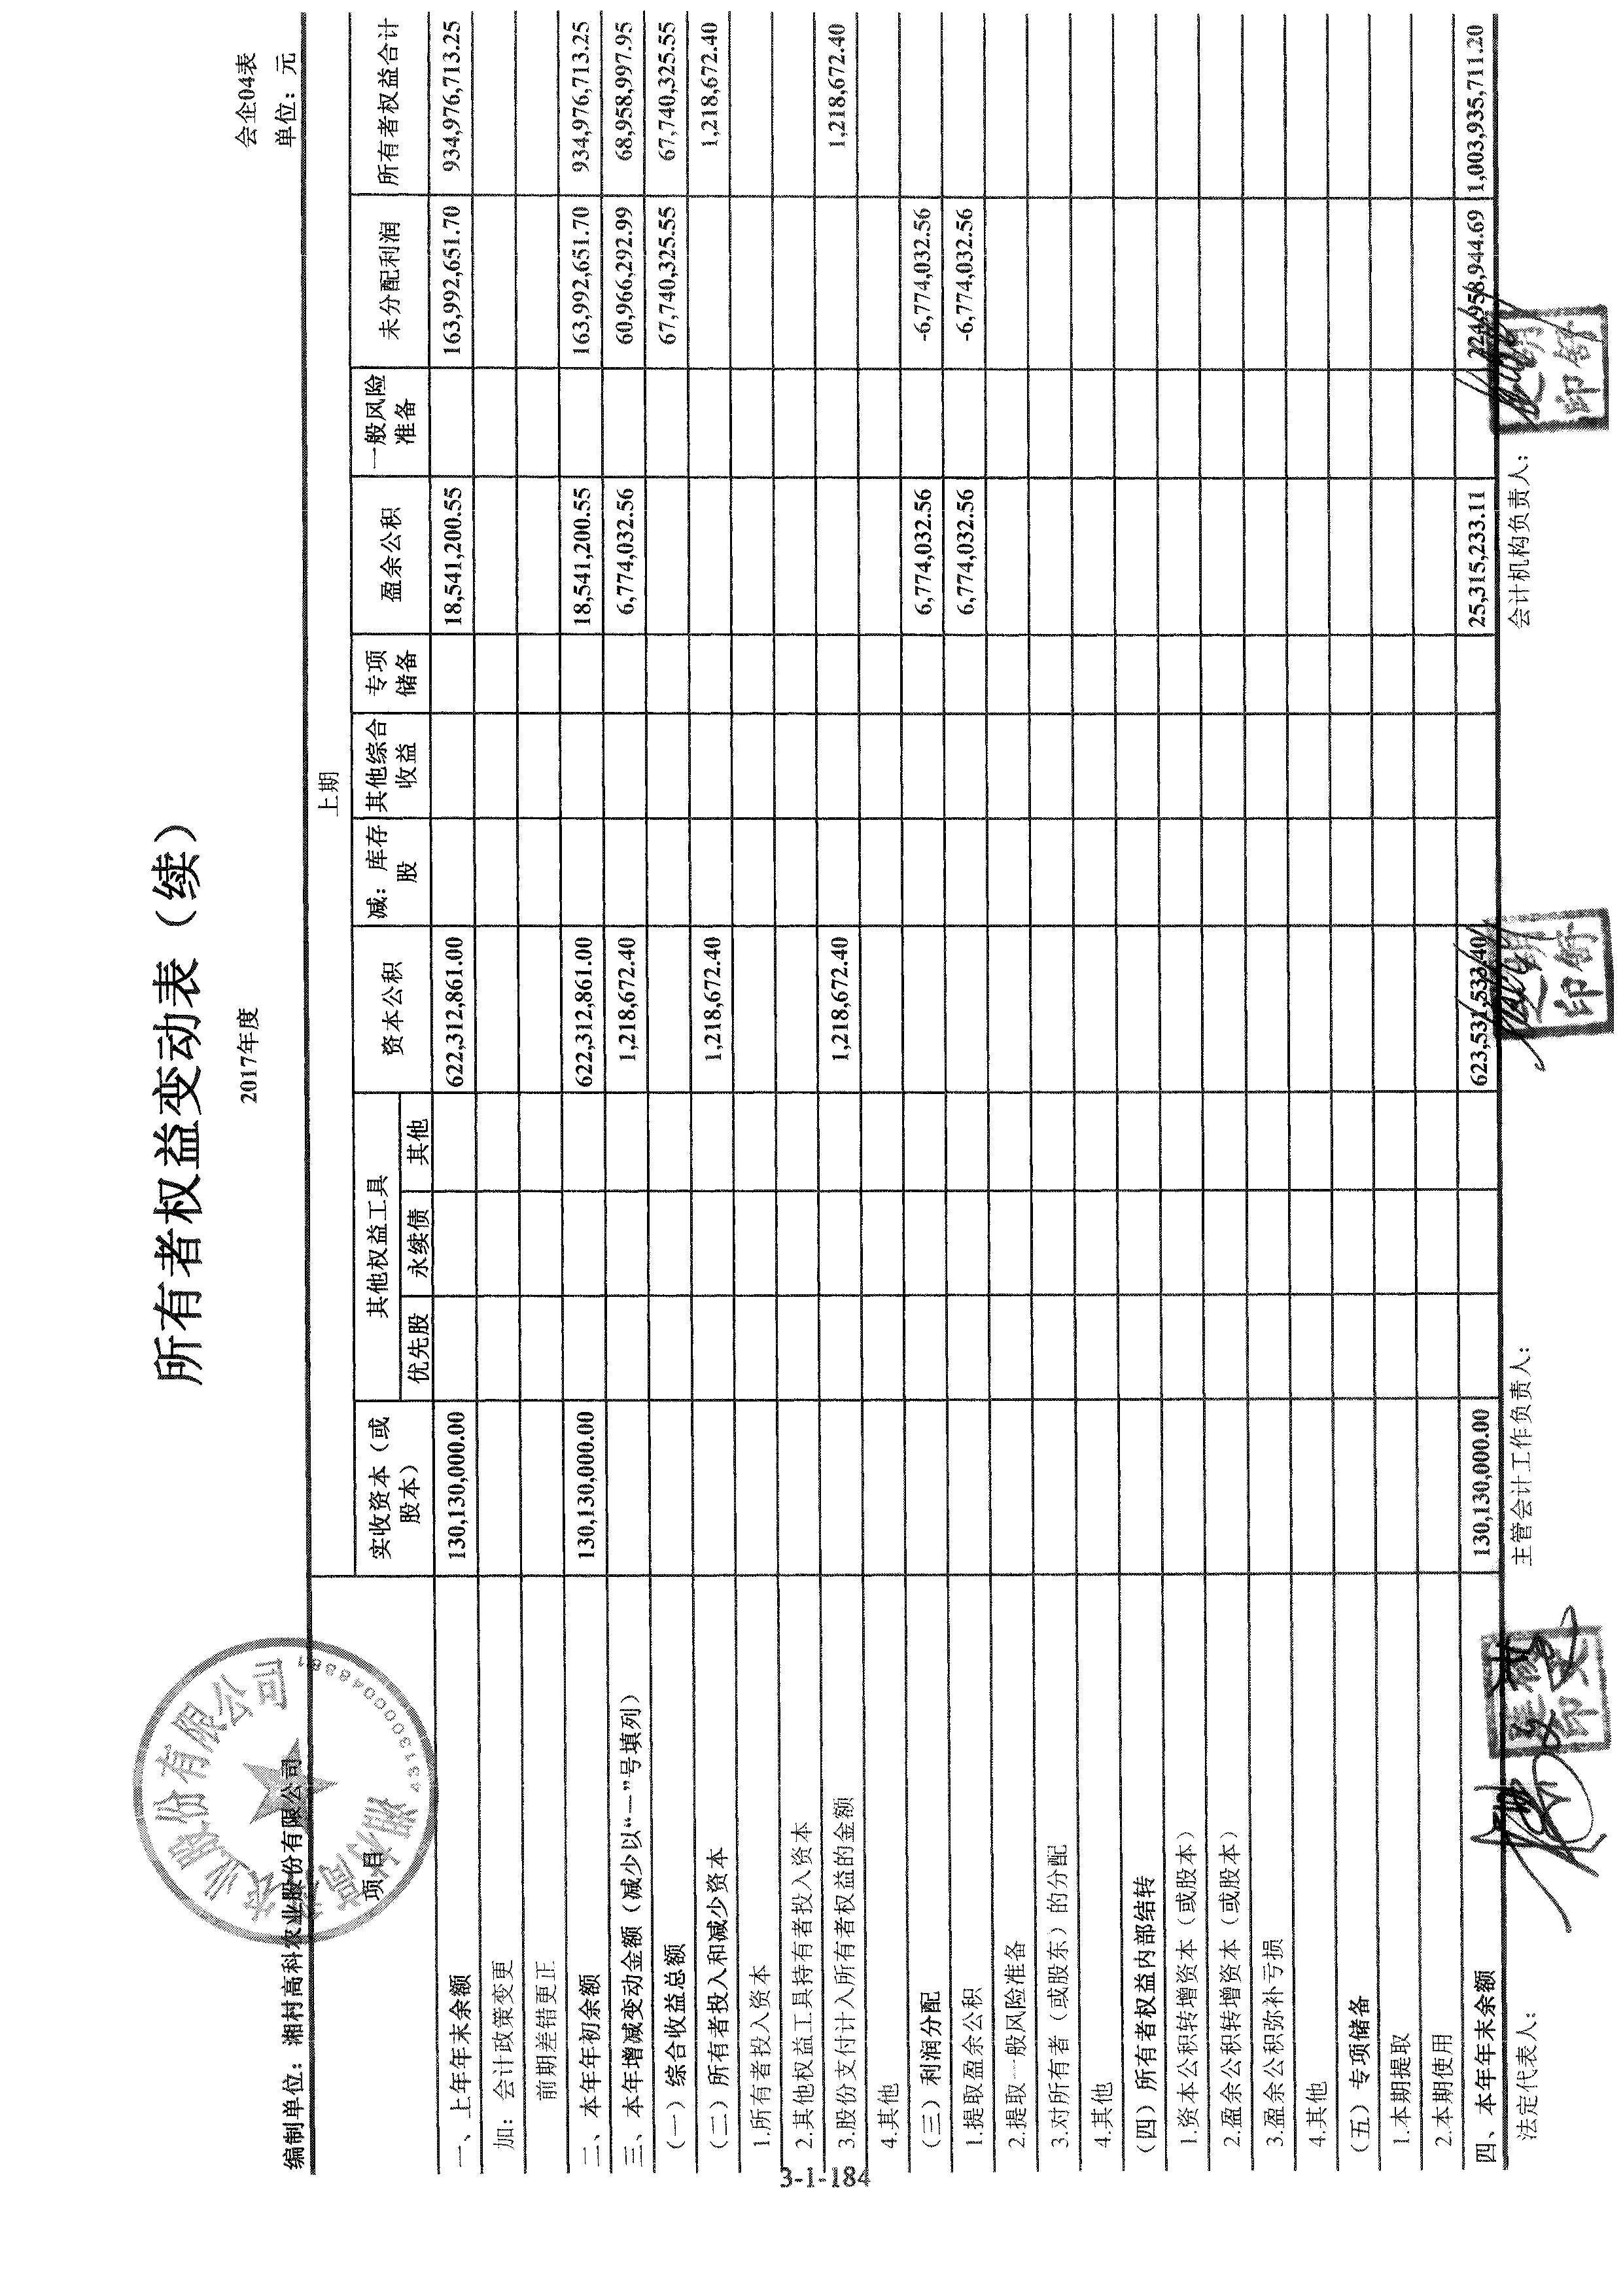 所有者权益变动表（续）
2017年度
会企04表
编制单位：湘村高科农业股份有限公司 单位：元
项目 上期
实收资本（或股本） 其他权益工具 资本公积 减：库存股 其他综合收益 专项储备 盈余公积 一般风险准备 未分配利润 所有者权益合计
优先股 永续债 其他
一、上年年末余额 130,130,000.00 622,312,861.00 18,541,200.55 163,992,651.70 934,976,713.25
加：会计政策变更
前期差错更正
二、本年年初余额 130,130,000.00 622,312,861.00 18,541,200.55 163,992,651.70 934,976,713.25
三、本年增减变动金额（减少以“－”号填列） 1,218,672.40 6,774,032.56 60,966,292.99 68,958,997.95
（一）综合收益总额 67,740,325.55 67,740,325.55
（二）所有者投入和减少资本 1,218,672.40 1,218,672.40
1.所有者投入资本
2.其他权益工具持有者投入资本
3.股份支付计入所有者权益的金额 1,218,672.40 1,218,672.40
4.其他
（三）利润分配 6,774,032.56 -6,774,032.56
1.提取盈余公积 6,774,032.56 -6,774,032.56
2.提取一般风险准备
3.对所有者（或股东）的分配
4.其他
（四）所有者权益内部结转
1.资本公积转增资本（或股本）
2.盈余公积转增资本（或股本）
3.盈余公积弥补亏损
4.其他
（五）专项储备
1.本期提取
2.本期使用
四、本年年末余额 130,130,000.00 623,531,533.40 25,315,233.11 224,958,944.69 1,003,935,711.20
法定代表人： 主管会计工作负责人： 会计机构负责人：
3-1-184